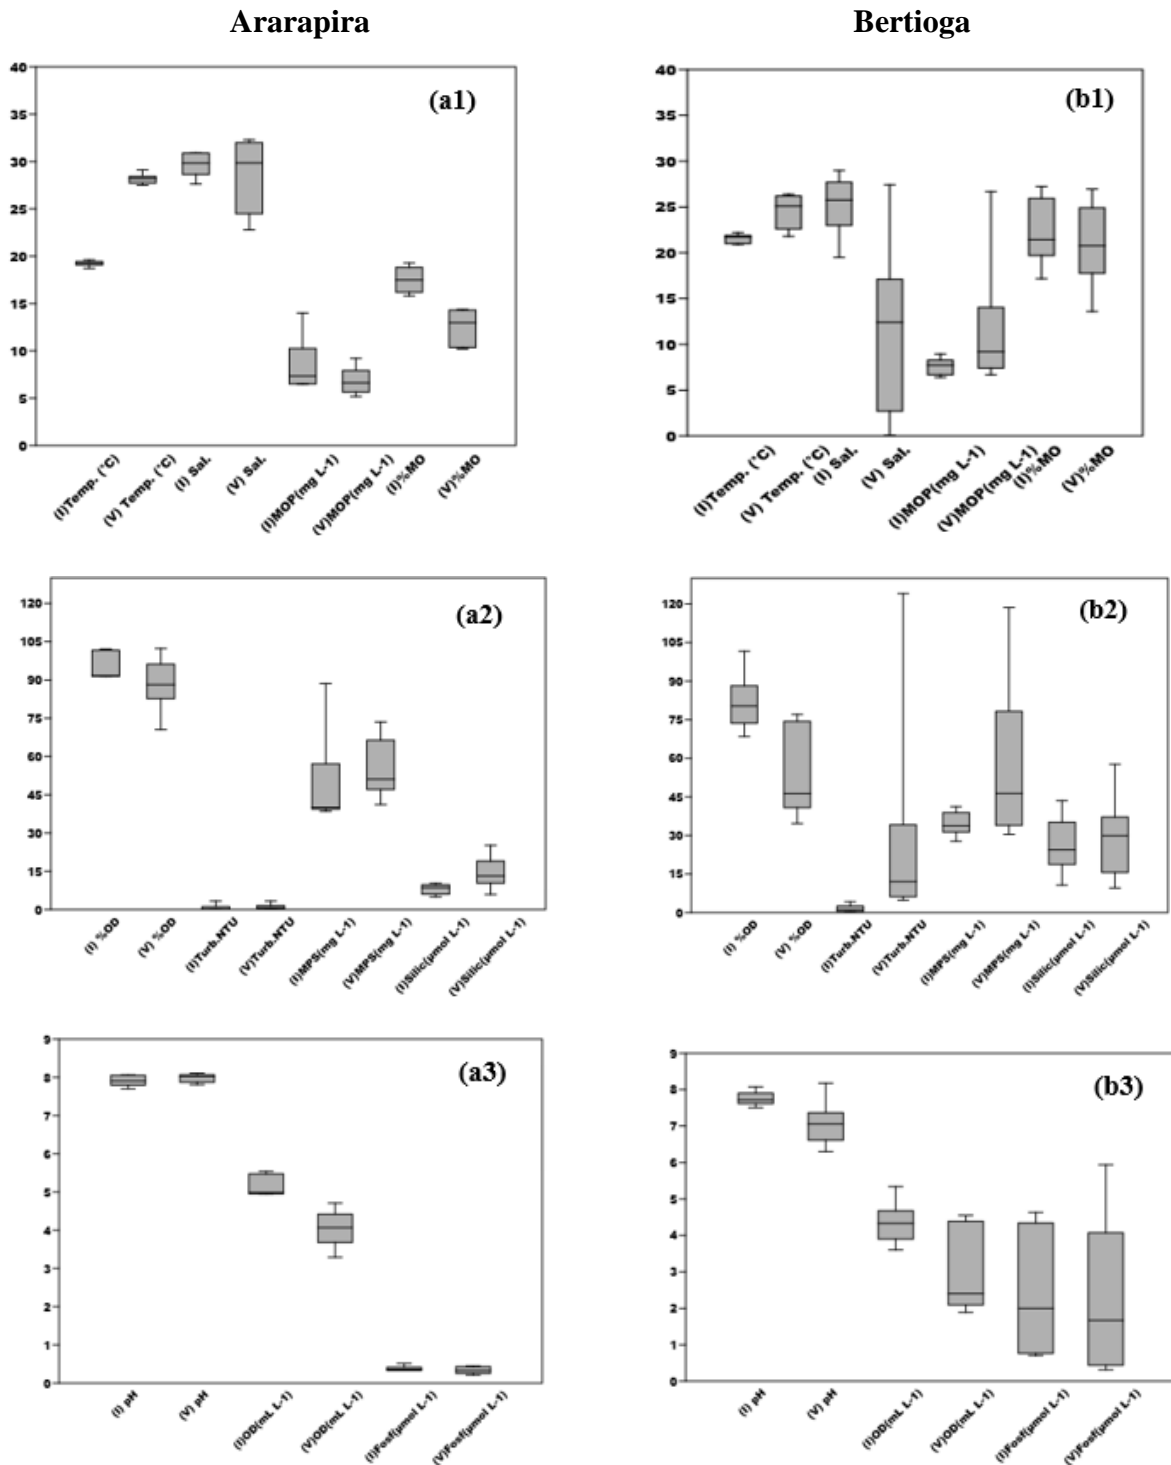 Ararapira
Bertioga
(a1)
40
35
30
25
20
15
10
5
0
(I)Temp. (°C)
(V) Temp. (°C)
(I) Sal.
(V) Sal.
(I)MOP(mg L-1)
(V)MOP(mg L-1)
(I)%MO
(V)%MO
(b1)
40
35
30
25
20
15
10
5
0
(I)Temp. (°C)
(V) Temp. (°C)
(I) Sal.
(V) Sal.
(I)MOP(mg L-1)
(V)MOP(mg L-1)
(I)%MO
(V)%MO
(a2)
120
105
90
75
60
45
30
15
0
(I) %OD
(V) %OD
(I)Turb.NTU
(V)Turb.NTU
(I)MPS(mg L-1)
(V)MPS(mg L-1)
(I)Silic(µmol L-1)
(V)Silic(µmol L-1)
(b2)
120
105
90
75
60
45
30
15
0
(I) %OD
(V) %OD
(I)Turb.NTU
(V)Turb.NTU
(I)MPS(mg L-1)
(V)MPS(mg L-1)
(I)Silic(µmol L-1)
(V)Silic(µmol L-1)
(a3)
9
8
7
6
5
4
3
2
1
0
(I) pH
(V) pH
(I)OD(mL L-1)
(V)OD(mL L-1)
(I)Fosf(µmol L-1)
(V)Fosf(µmol L-1)
(b3)
9
8
7
6
5
4
3
2
1
0
(I) pH
(V) pH
(I)OD(mL L-1)
(V)OD(mL L-1)
(I)Fosf(µmol L-1)
(V)Fosf(µmol L-1)